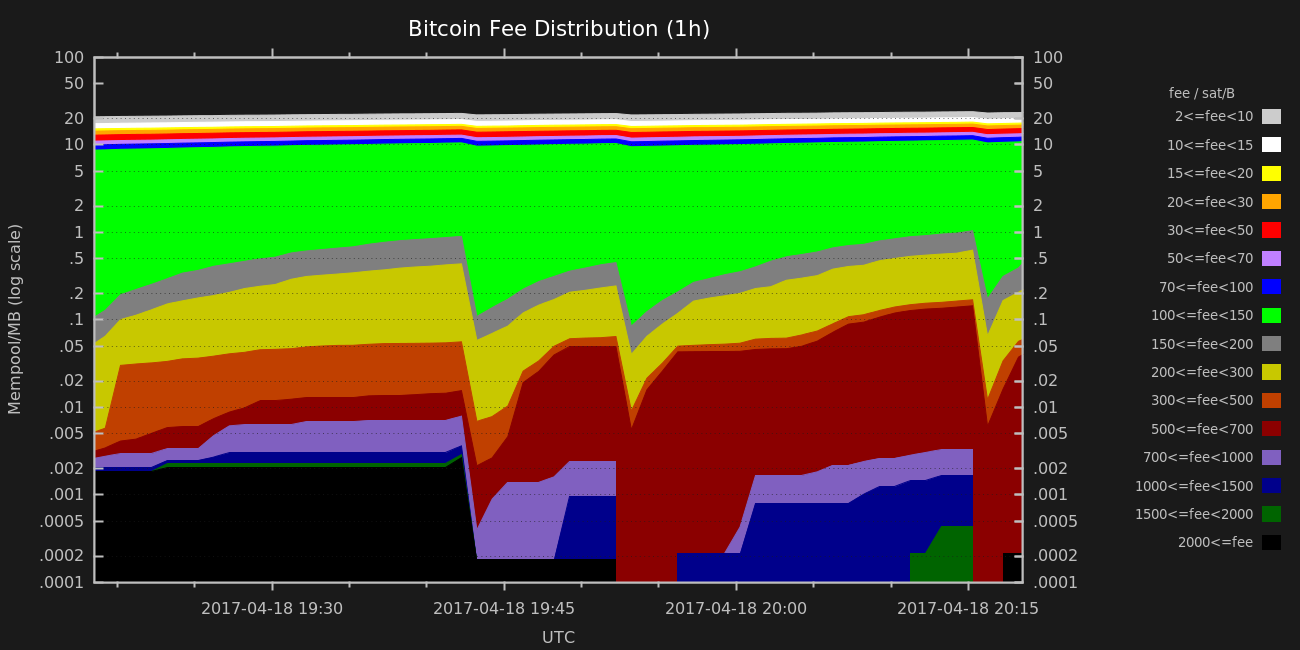 Bitcoin Fee Distribution (1h)
100
50
20
10
5
2
1
.5
.2
.1
.05
.02
.01
.005
.002
.001
.0005
.0002
.0001
Mempool/MB (log scale)
100
50
20
10
5
2
1
.5
.2
.1
.05
.02
.01
.005
.002
.001
.0005
.0002
.0001
2017-04-18 19:30 2017-04-18 19:45 2017-04-18 20:00 2017-04-18 20:15
UTC
fee / sat/B
2<=fee<10
10<=fee<15
15<=fee<20
20<=fee<30
30<=fee<50
50<=fee<70
70<=fee<100
100<=fee<150
150<=fee<200
200<=fee<300
300<=fee<500
500<=fee<700
700<=fee<1000
1000<=fee<1500
1500<=fee<2000
2000<=fee